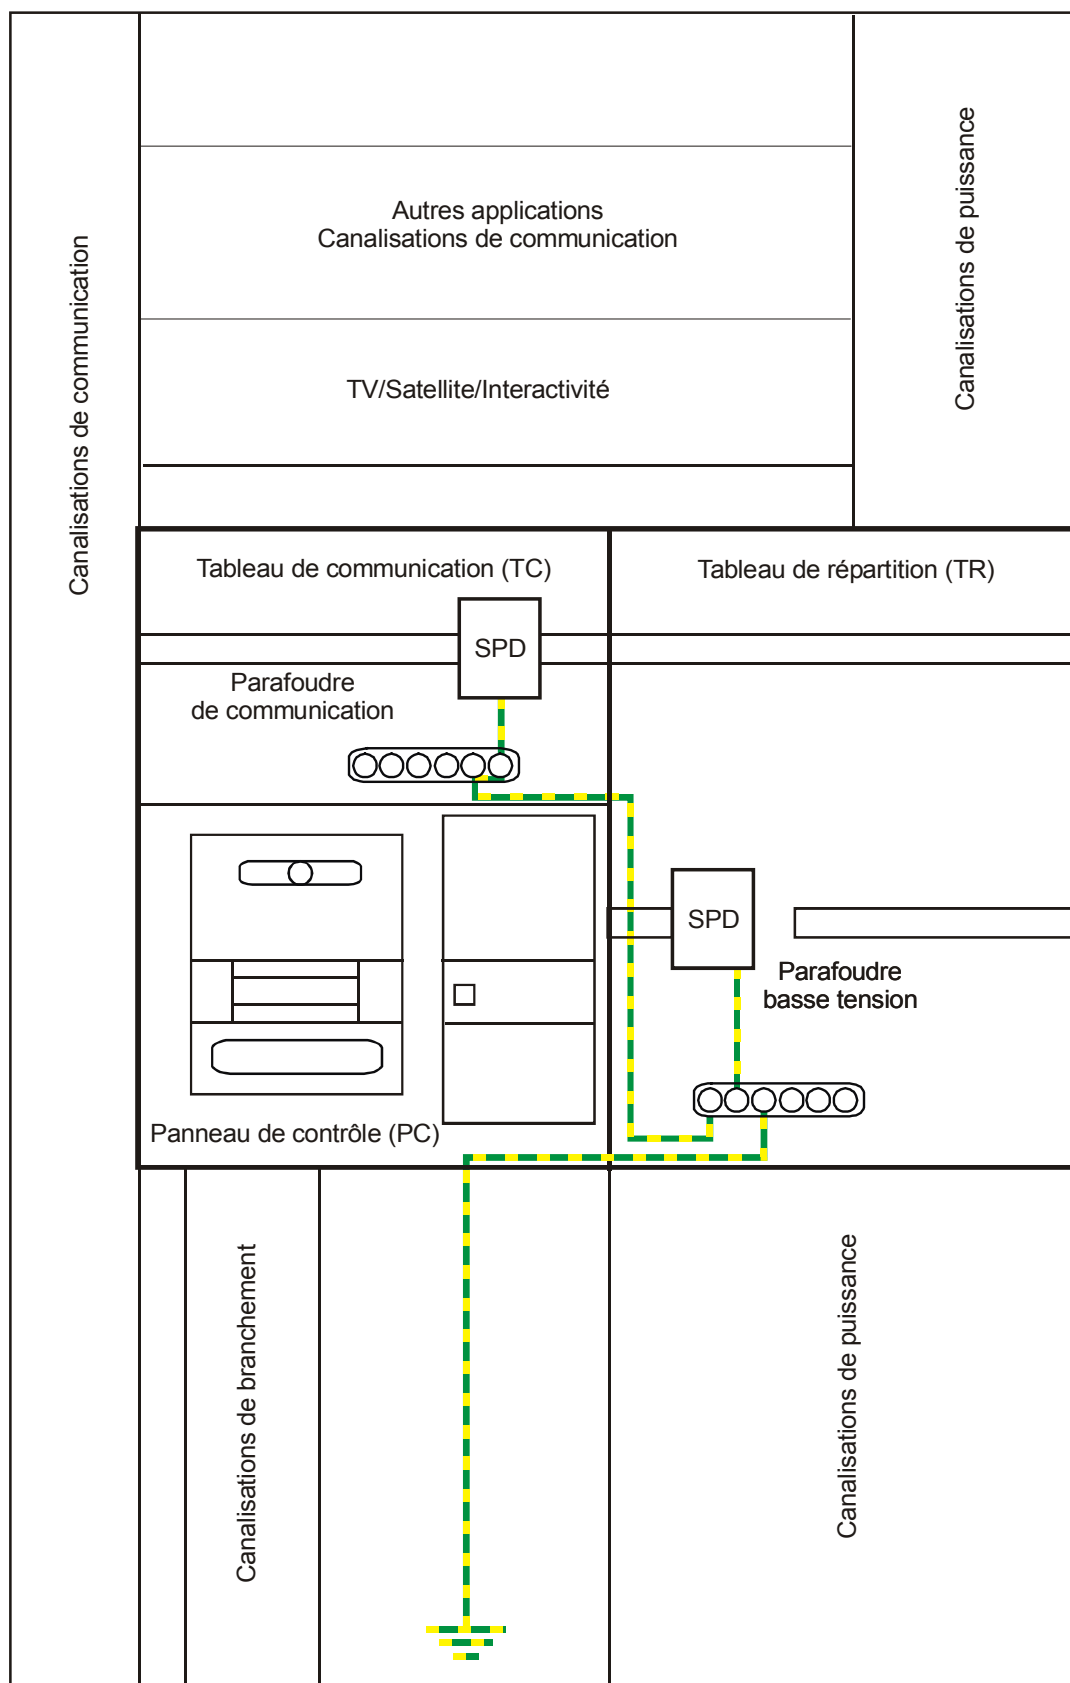 Canalisations de communication
Autres applications
Canalisations de communication
TV/Satellite/Interactivité
Canalisations de puissance
Tableau de communication (TC)
SPD
Parafoudre
de communication
Tableau de répartition (TR)
SPD
Parafoudre
basse tension
Panneau de contrôle (PC)
Canalisations de branchement
Canalisations de puissance